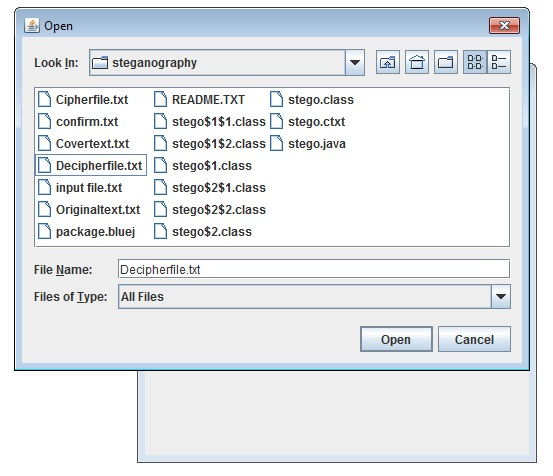 Open
Look In: steganography
Cipherfile.txt README.TXT stego.class
confirm.txt stego$1$1.class stego.ctxt
Covertext.txt stego$1$2.class stego.java
Decipherfile.txt stego$1.class
input file.txt stego$2$1.class
Originaltext.txt stego$2$2.class
package.bluej stego$2.class
File Name: Decipherfile.txt
Files of Type: All Files
Open Cancel